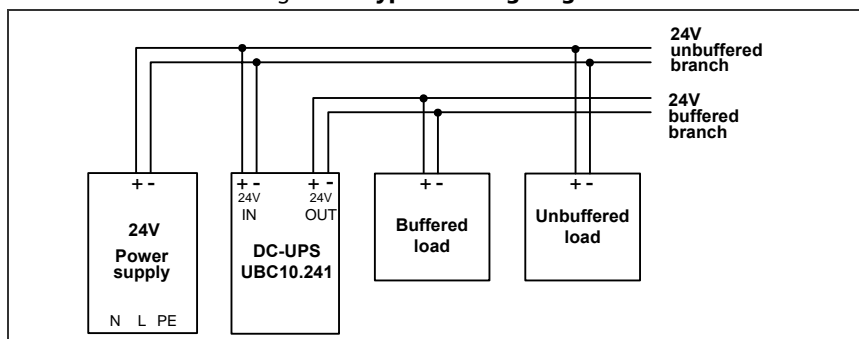 24V
unbuffered
branch
24V
buffered
branch
+ -
24V
Power
supply
N L PE
+ -
24V
IN
+ -
24V
OUT
DC-UPS
UBC10.241
+ -
Buffered
load
+ -
Unbuffered
load